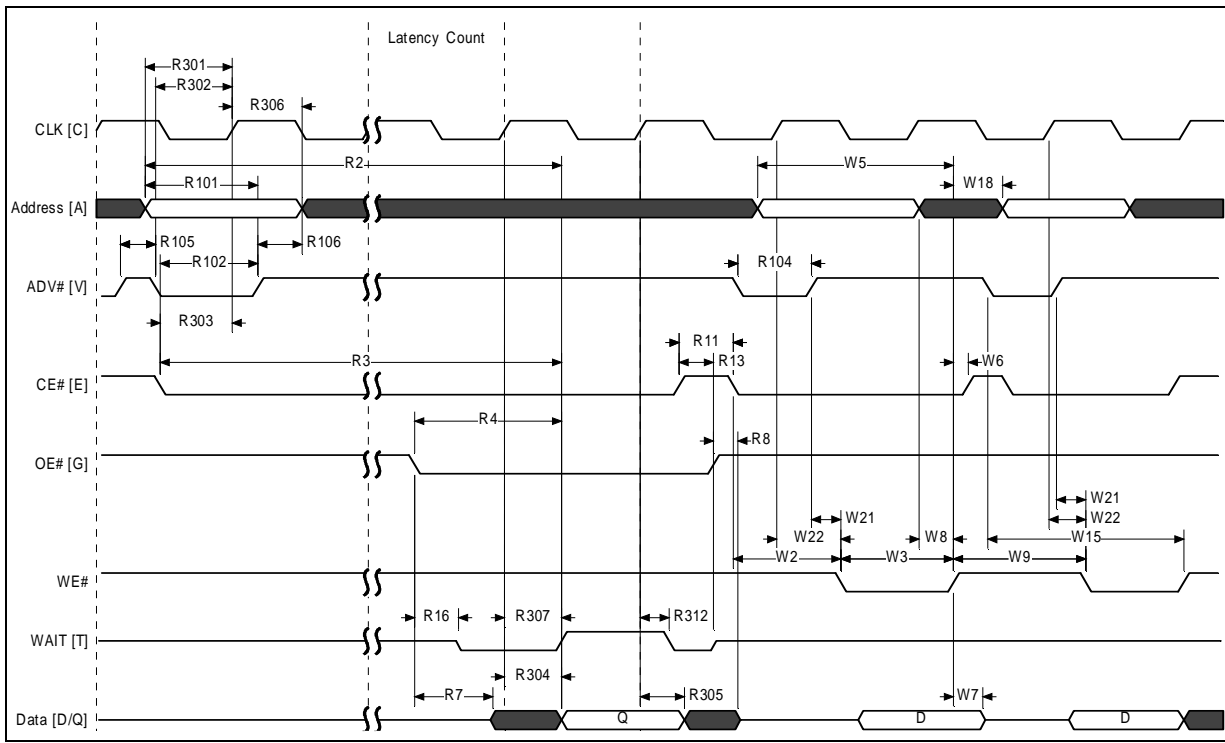 Latency Count
R301
R302
R306
CLK [C]
R2
W5
R101
W18
Address [A]
R105
R106
R102
R104
ADV# [V]
R303
R11
R3
R13
W6
CE# [E]
R4
R8
OE# [G]
W21
W21
W22
W22
W8
W15
W2
W3
W9
WE#
R16
R307
R312
WAIT [T]
R304
R7
R305
W7
Data [D/Q]
Q
D
D